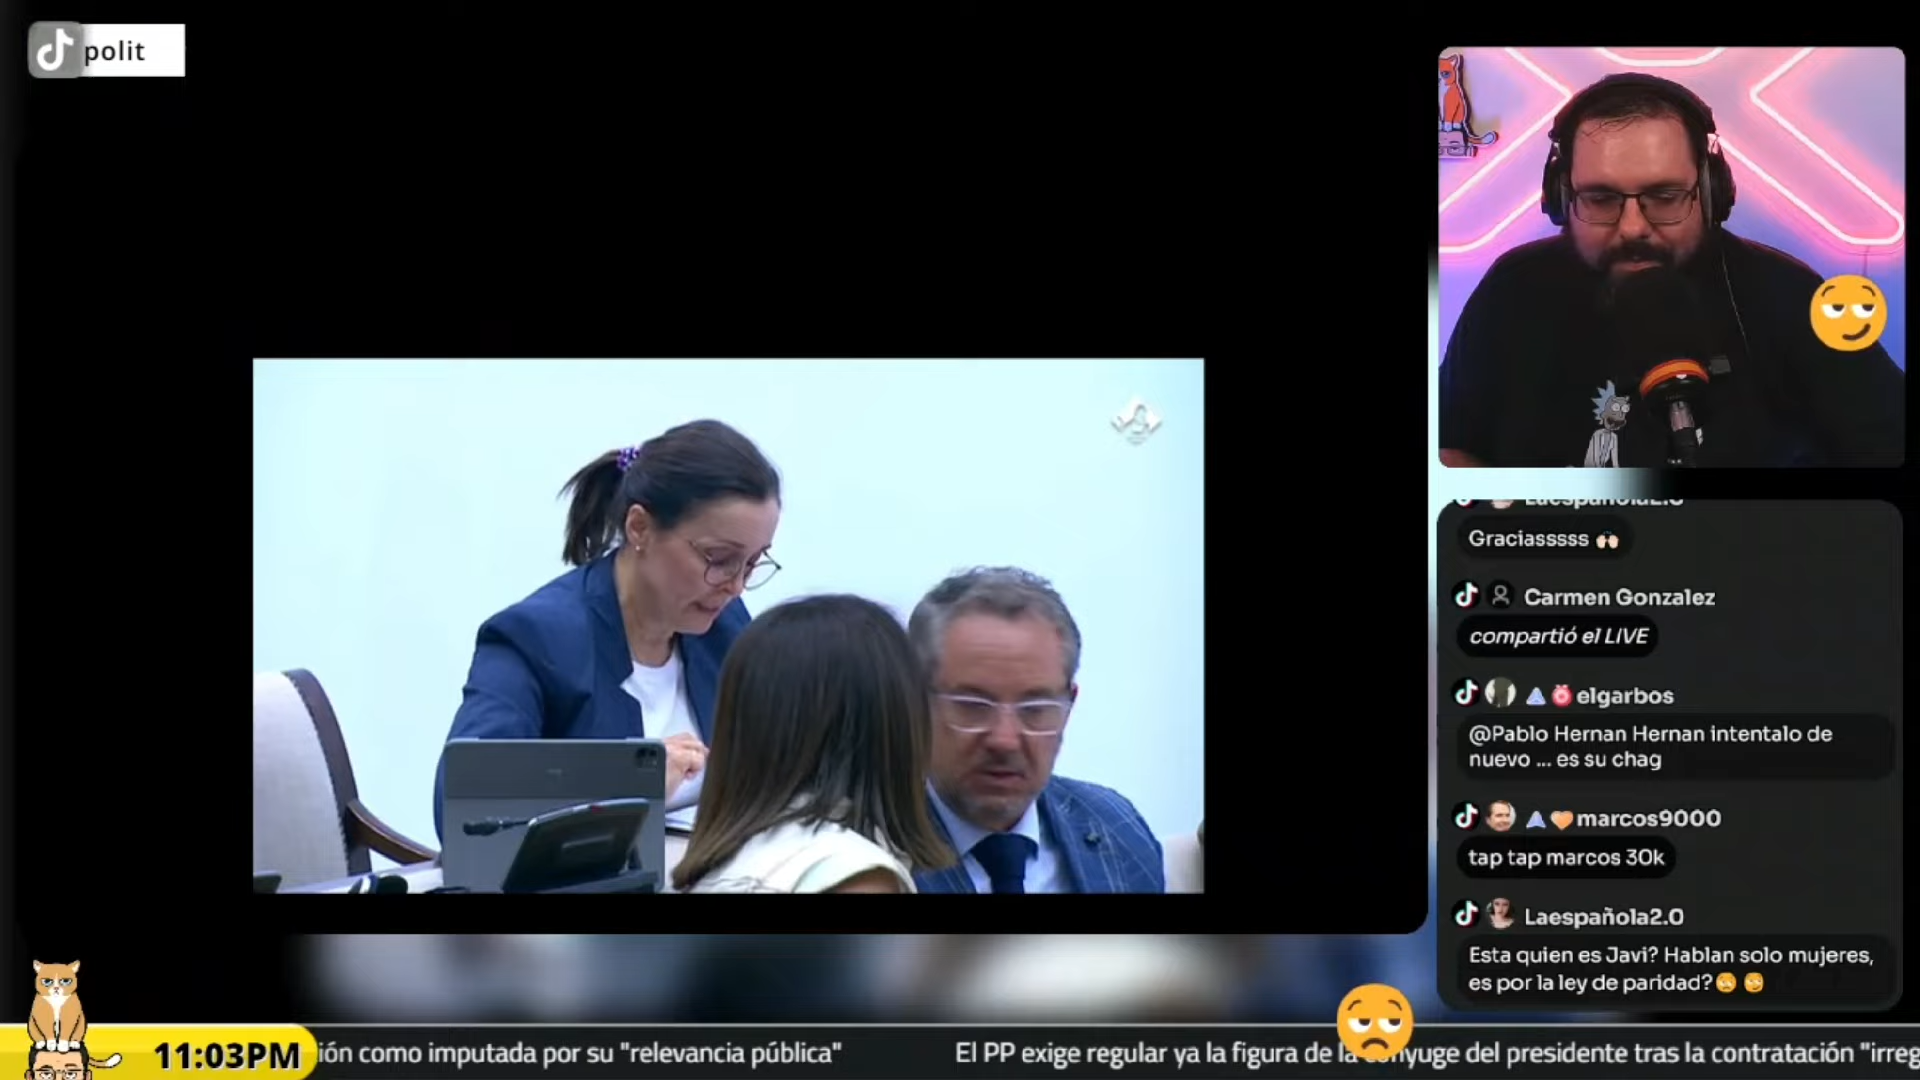 polit
Laespañola2.0
Graciasssss
Carmen Gonzalez
compartió el LIVE
elgarbos
@Pablo Hernan Hernan intentalo de
nuevo ... es su chag
marcos9000
tap tap marcos 30k
Laespañola2.0
Esta quien es Javi? Hablan solo mujeres,
es por la ley de paridad?
11:03PM
ión como imputada por su "relevancia pública" El PP exige regular ya la figura de la cónyuge del presidente tras la contratación "irreg